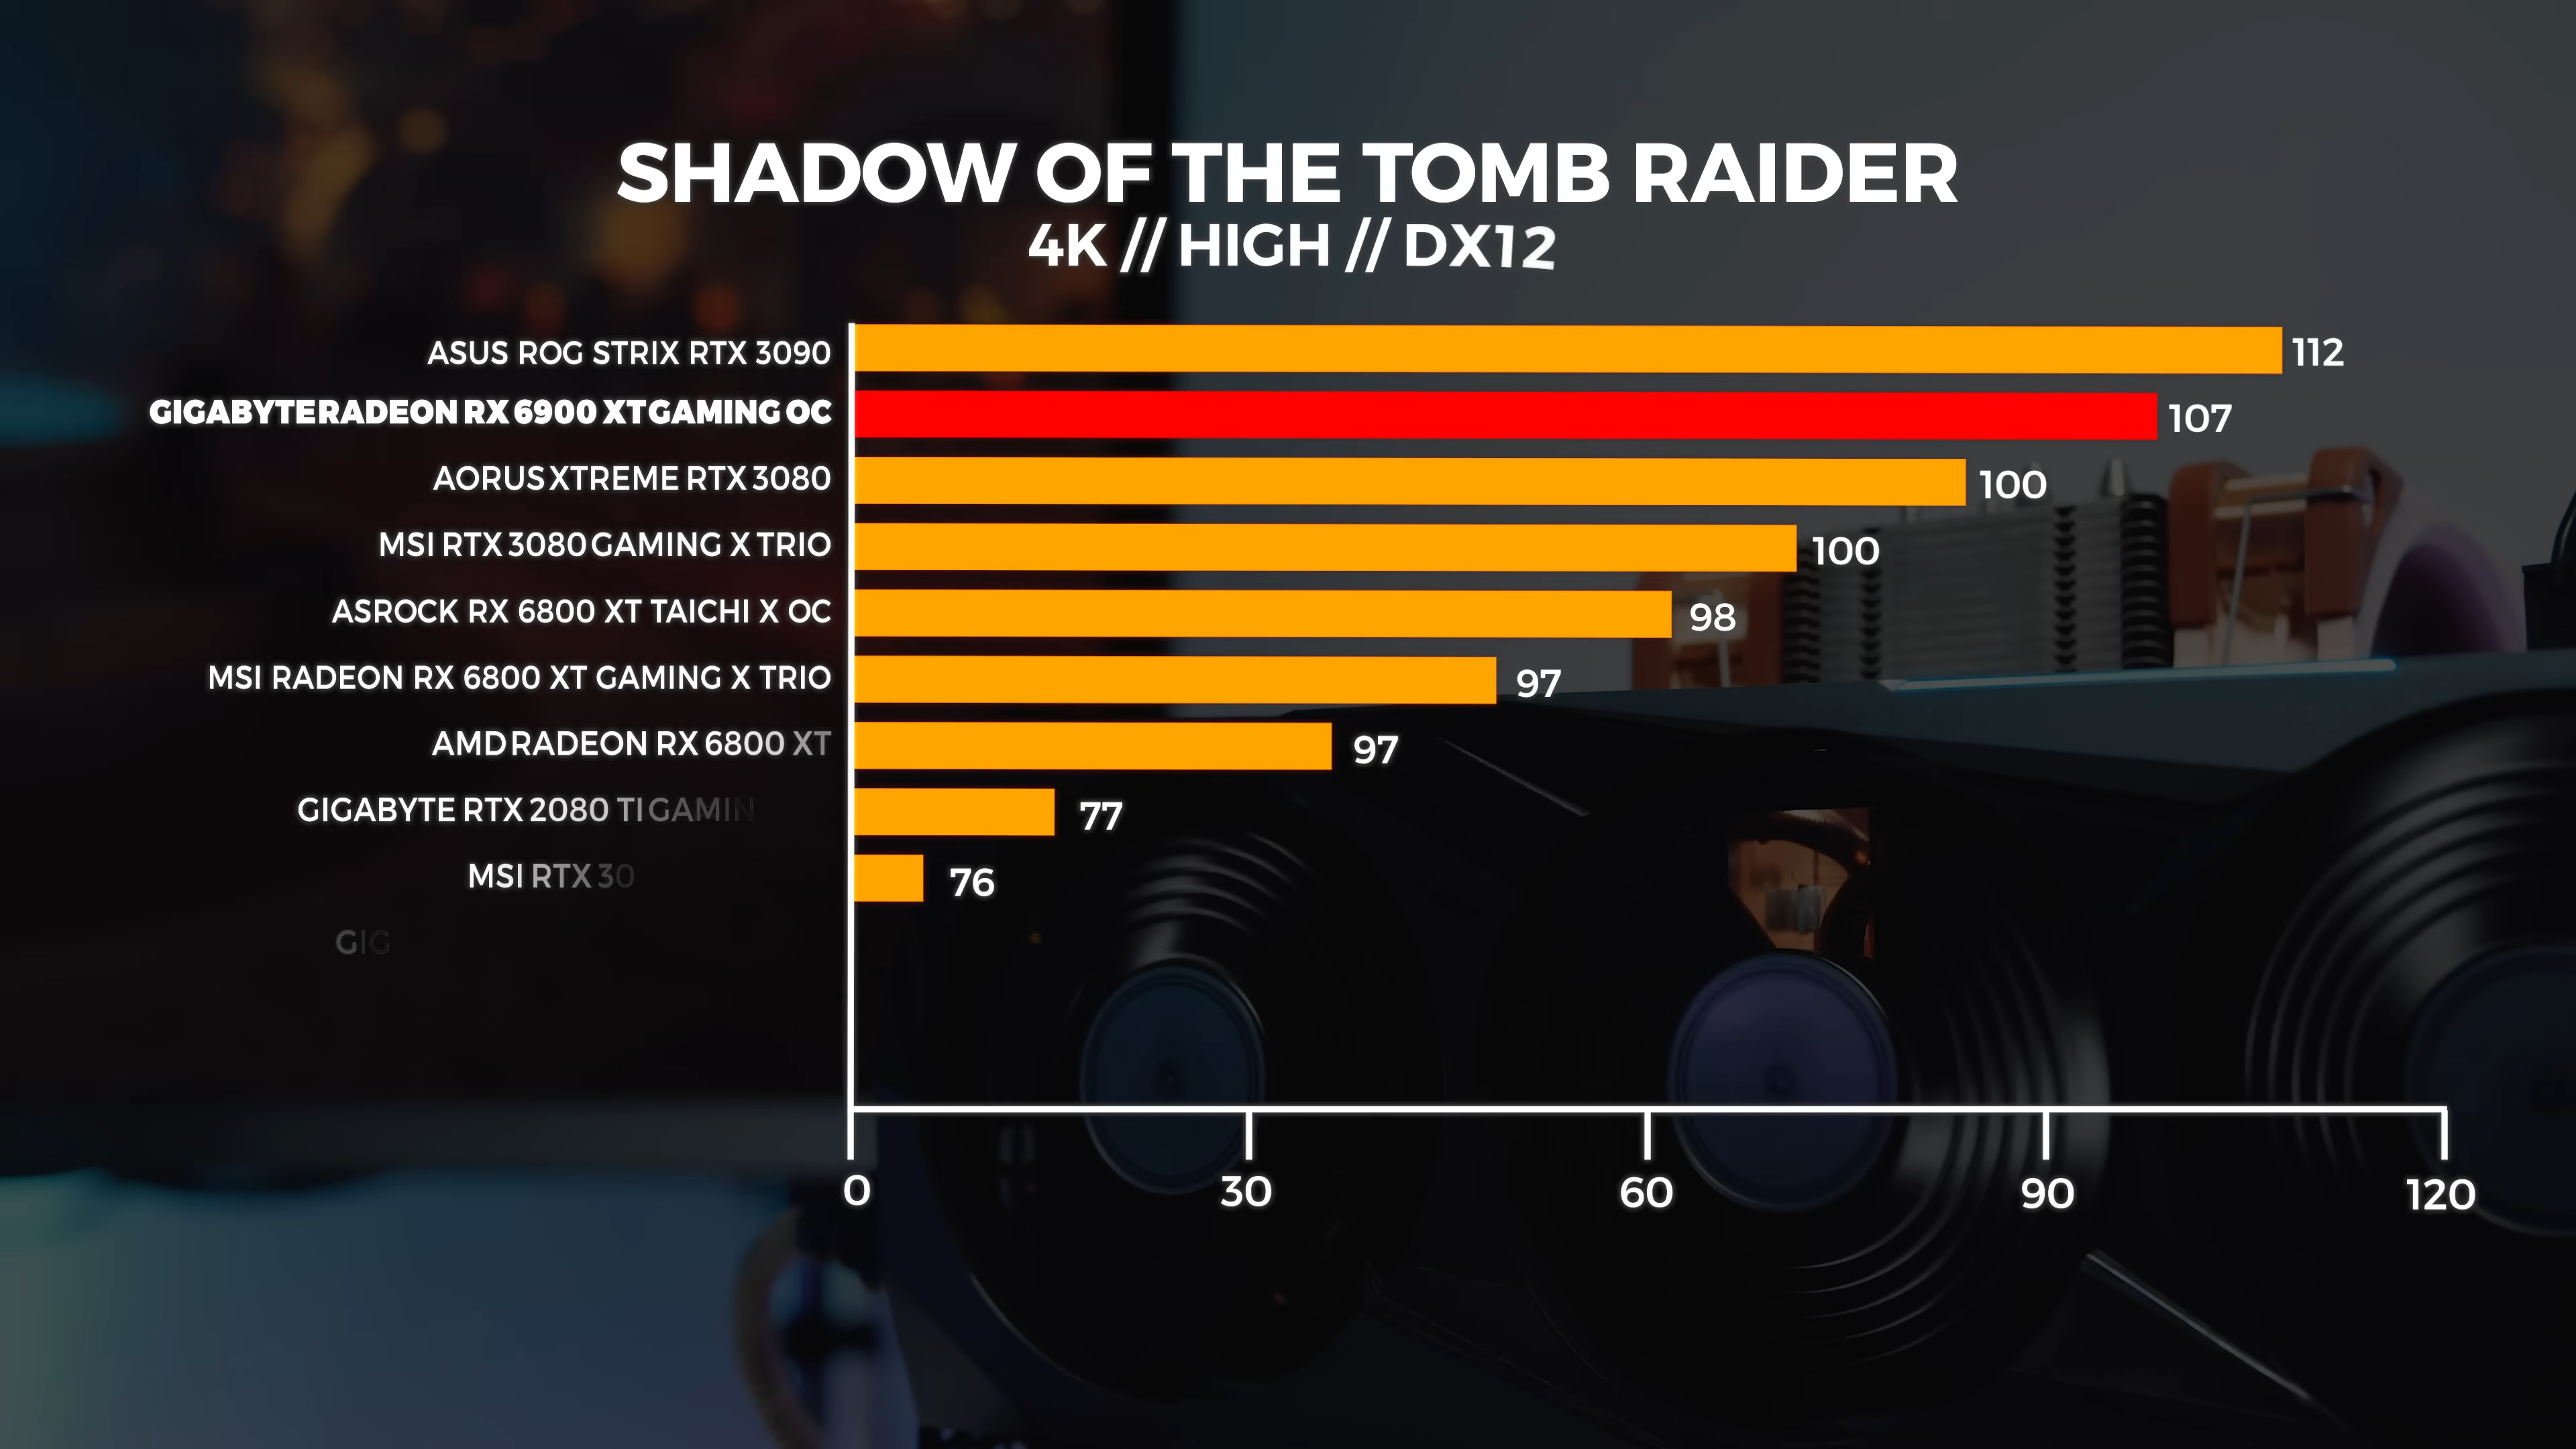 SHADOW OF THE TOMB RAIDER
4K // HIGH // DX12
ASUS ROG STRIX RTX 3090 112
GIGABYTE RADEON RX 6900 XT GAMING OC 107
AORUS XTREME RTX 3080 100
MSI RTX 3080 GAMING X TRIO 100
ASROCK RX 6800 XT TAICHI X OC 98
MSI RADEON RX 6800 XT GAMING X TRIO 97
AMD RADEON RX 6800 XT 97
GIGABYTE RTX 2080 TI GAMIN 77
MSI RTX 30 76
GIG
0 30 60 90 120